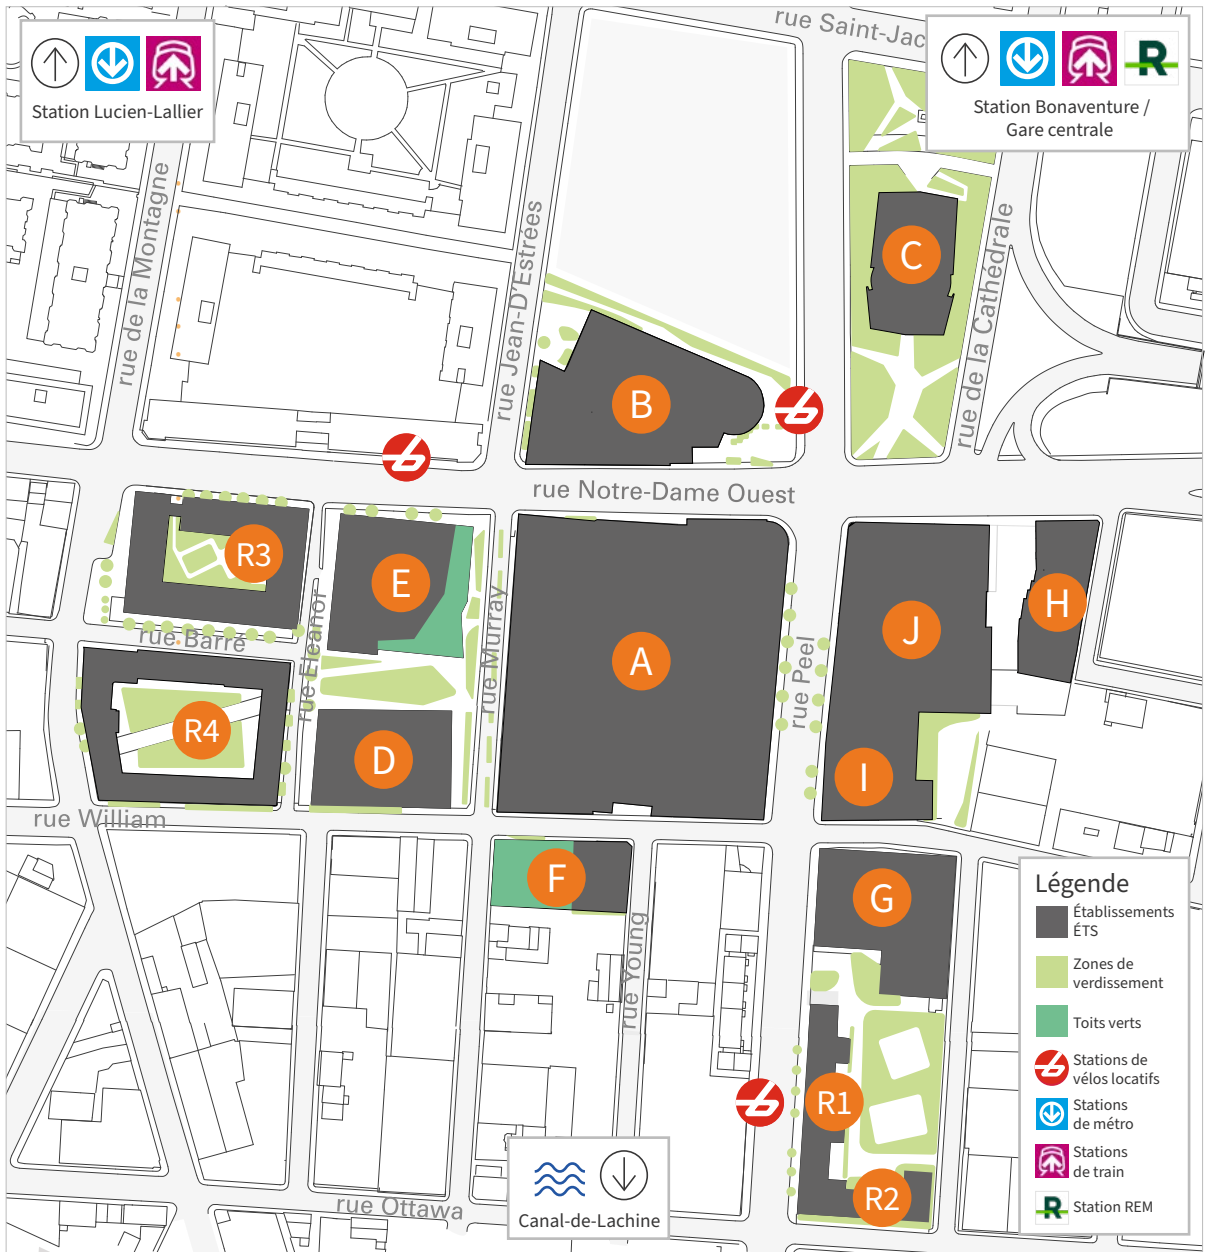 rue Saint-Jac
Station Lucien-Lallier
R
Station Bonaventure /
Gare centrale
rue de la Montagne
rue Jean-D'Estrées
rue de la Cathédrale
C
B
rue Notre-Dame Ouest
R3
E
H
J
A
rue Barré
rue Eleanor
rue Murray
rue Peel
R4
D
I
rue William
F
G
rue Young
R1
R2
rue Ottawa
Canal-de-Lachine
Légende
Établissements
ÉTS
Zones de
verdissement
Toits verts
Stations de
vélos locatifs
Stations
de métro
Stations
de train
R
Station REM